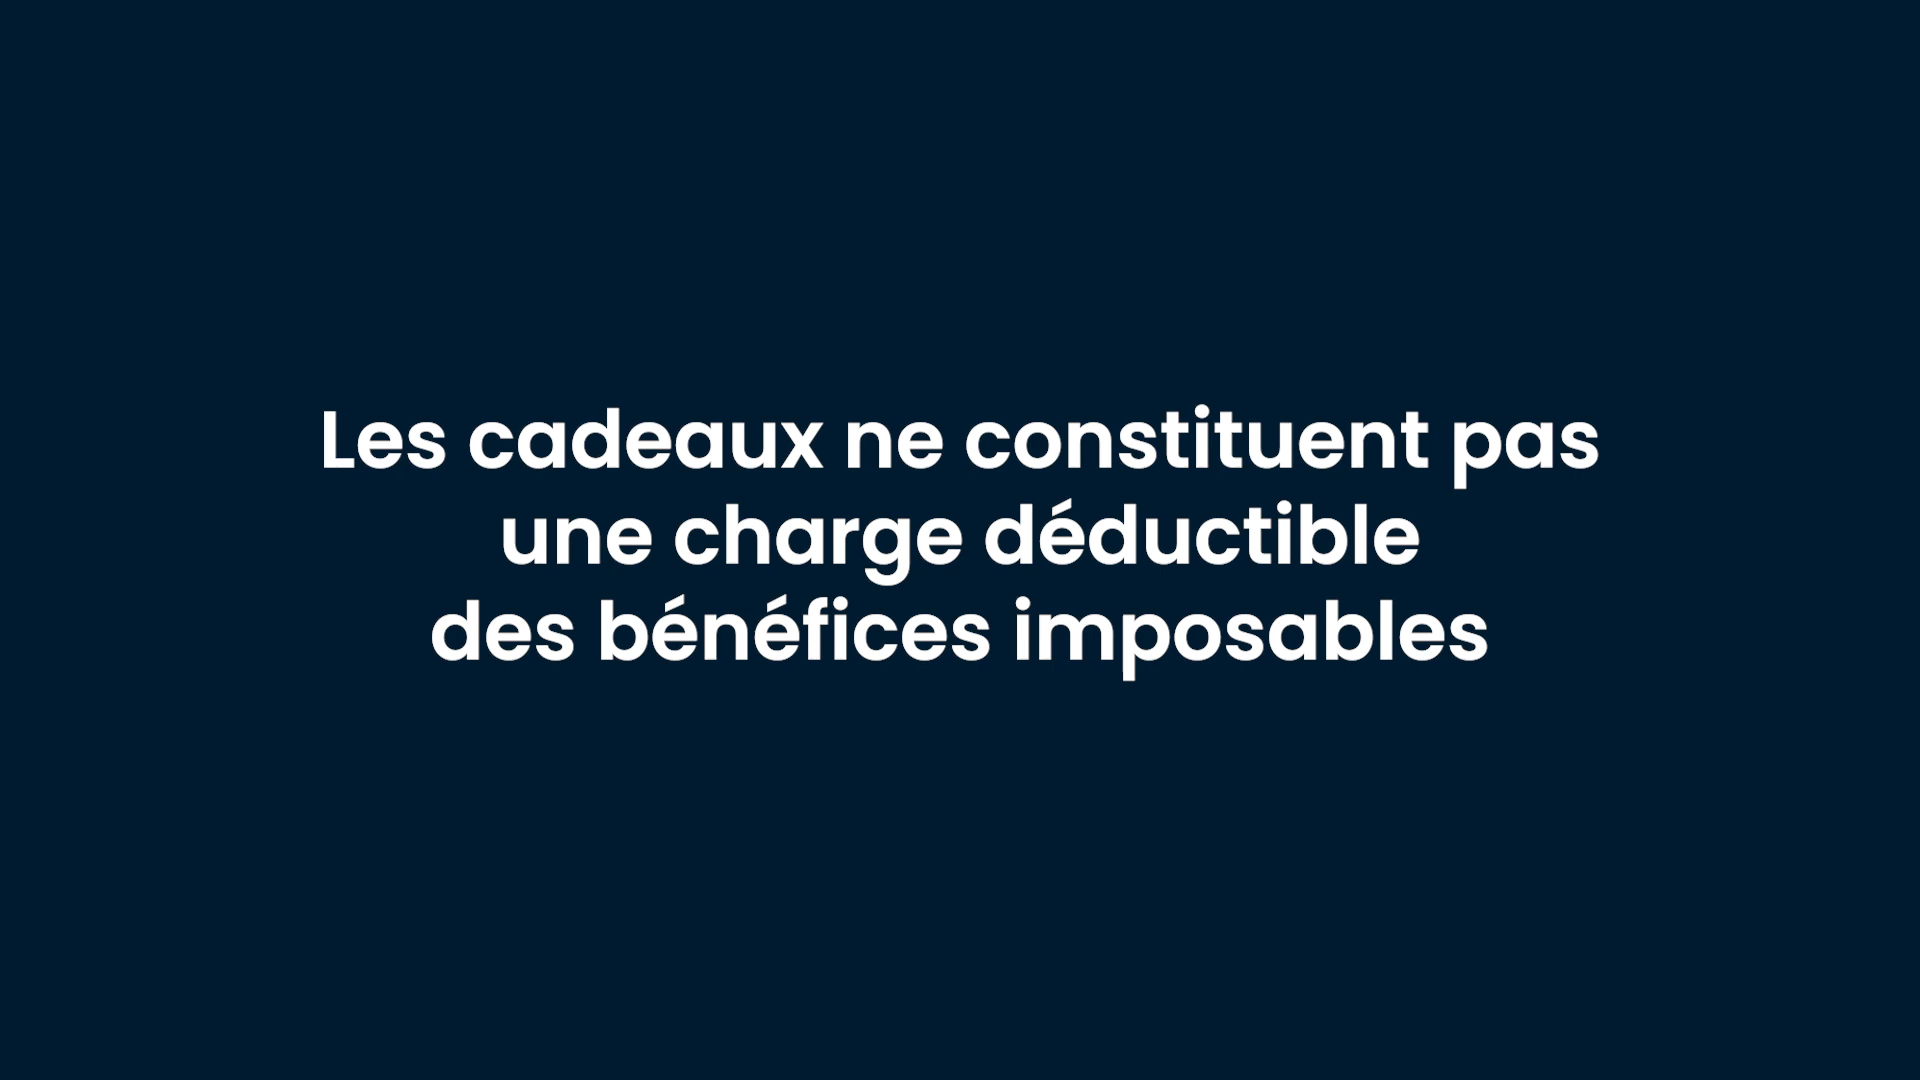 Les cadeaux ne constituent pas
une charge déductible
des bénéfices imposables